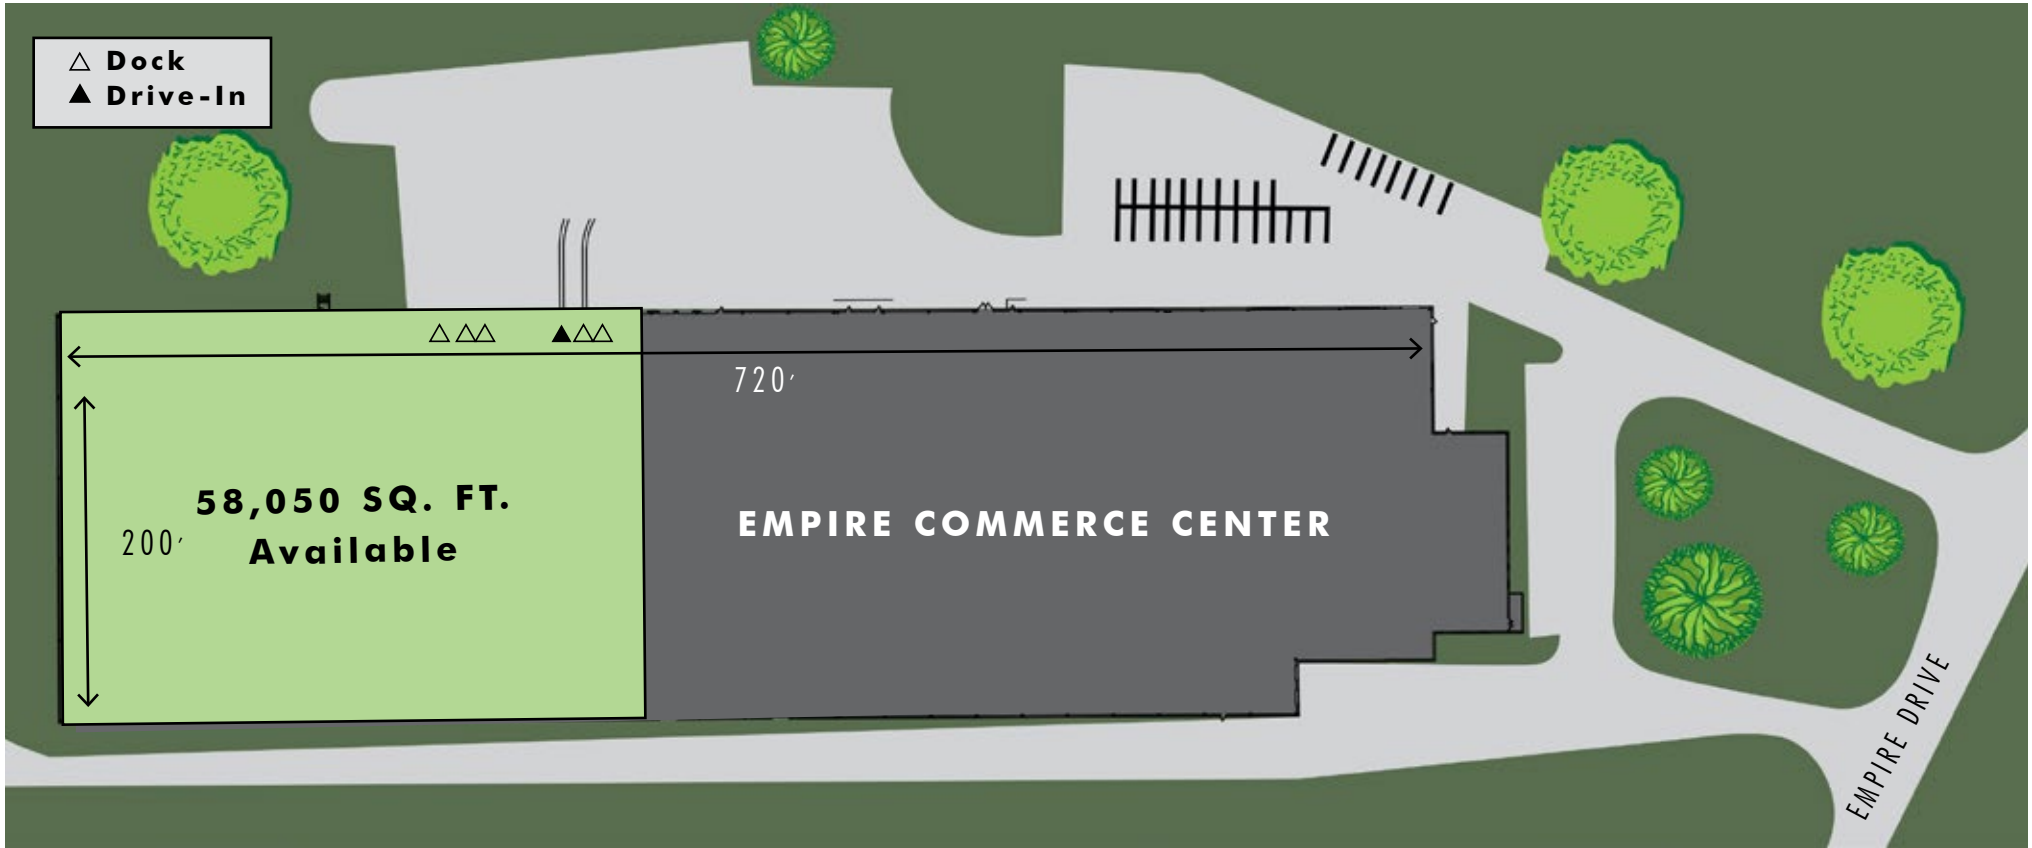 Dock
Drive-In
720'
58,050 SQ. FT.
Available
200'
EMPIRE COMMERCE CENTER
EMPIRE DRIVE